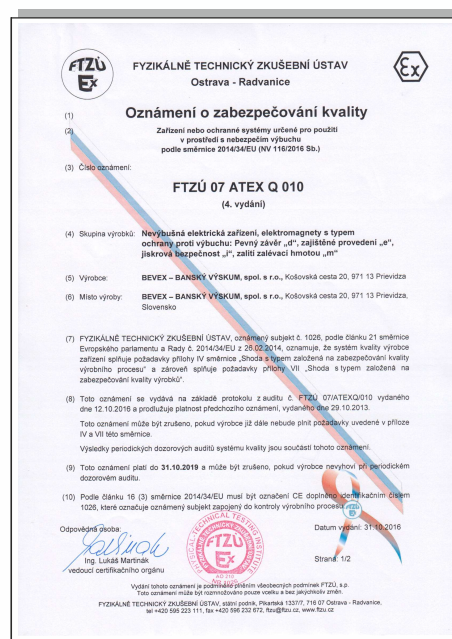 FTZÚ
Ex
FYZIKÁLNĚ TECHNICKÝ ZKUŠEBNÍ ÚSTAV
Ostrava - Radvanice
Ex
(1) Oznámení o zabezpečování kvality
(2) Zařízení nebo ochranné systémy určené pro použití
v prostředí s nebezpečím výbuchu
podle směrnice 2014/34/EU (NV 116/2016 Sb.)
(3) Číslo oznámení:
FTZÚ 07 ATEX Q 010
(4. vydání)
(4) Skupina výrobků: Nevýbušná elektrická zařízení, elektromagnety s typem
ochrany proti výbuchu: Pevný závěr „d“, zajištěné provedení „e“,
jiskrová bezpečnost „i“, zalití zalévací hmotou „m“
(5) Výrobce: BEVEX – BANSKÝ VÝSKUM, spol. s r.o., Košovská cesta 20, 971 13 Prievidza
(6) Místo výroby: BEVEX – BANSKÝ VÝSKUM, spol. s r.o., Košovská cesta 20, 971 13 Prievidza,
Slovensko
(7) FYZIKÁLNĚ TECHNICKÝ ZKUŠEBNÍ ÚSTAV, oznámený subjekt č. 1026, podle článku 21 směrnice
Evropského parlamentu a Rady č. 2014/34/EU z 26.02.2014, oznamuje, že systém kvality výrobce
zařízení splňuje požadavky přílohy IV směrnice „Shoda s typem založená na zabezpečování kvality
výrobního procesu“ a zároveň splňuje požadavky přílohy VII „Shoda s typem založená na
zabezpečování kvality výrobků“.
(8) Toto oznámení se vydává na základě protokolu z auditu č. FTZÚ 07/ATEXQ/010 vydaného
dne 12.10.2016 a prodlužuje platnost předchozího oznámení, vydaného dne 29.10.2013.
Toto oznámení může být zrušeno, pokud výrobce již dále nebude plnit požadavky uvedené v příloze
IV a VII této směrnice.
Výsledky periodických dozorových auditů systému kvality jsou součástí tohoto oznámení.
(9) Toto oznámení platí do 31.10.2019 a může být zrušeno, pokud výrobce nevyhoví při periodickém
dozorovém auditu.
(10) Podle článku 16 (3) směrnice 2014/34/EU musí být označení CE doplněno identifikačním číslem
1026, které označuje oznámený subjekt zapojený do kontroly výrobního procesu.
Odpovědná osoba:
Datum vydání: 31.10.2016
FTZÚ
Ex
AO 210
Ing. Lukáš Martinák
vedoucí certifikačního orgánu
Strana: 1/2
Vydání tohoto oznámení je podmíněno plněním všeobecných podmínek FTZÚ, s.p.
Toto oznámení může být rozmnožováno pouze vcelku a bez jakýchkoliv změn.
FYZIKÁLNĚ TECHNICKÝ ZKUŠEBNÍ ÚSTAV, státní podnik, Pikartská 1337/7, 716 07 Ostrava - Radvanice,
tel +420 595 223 111, fax +420 596 232 672, ftzu@ftzu.cz, www.ftzu.cz